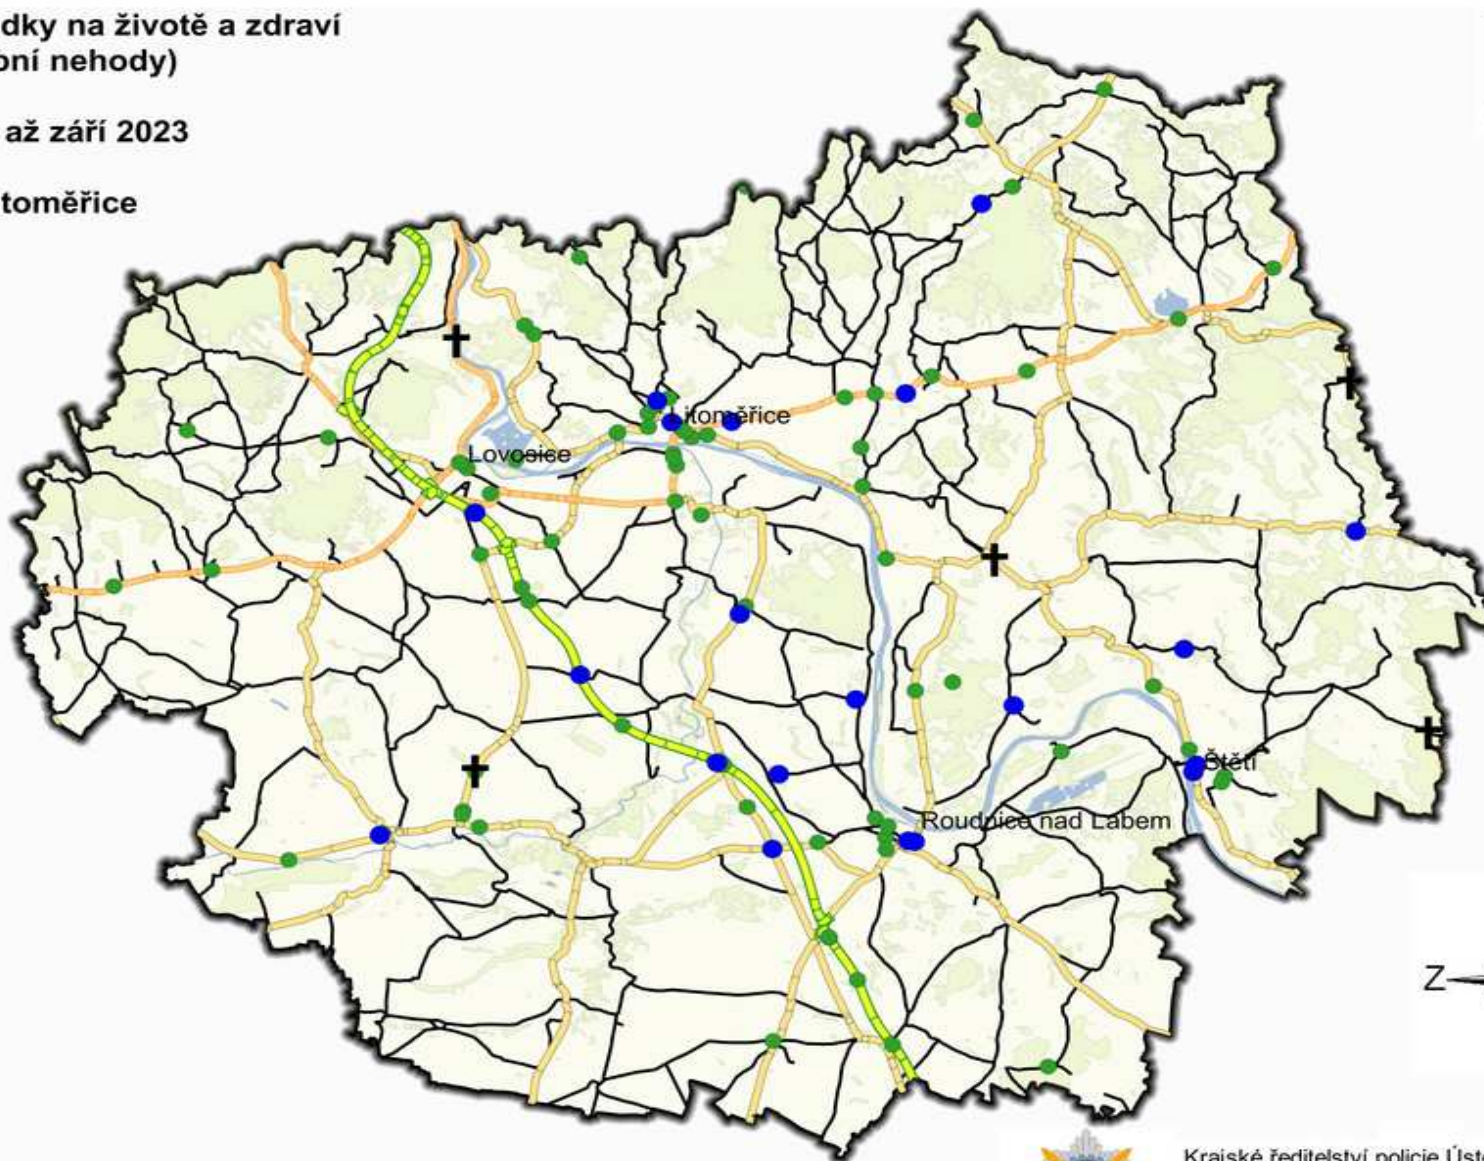 dky na životě a zdraví
ní nehody)
až září 2023
toměřice
Litoměřice
Lovosice
Štětí
Roudnice nad Labem
Z
Krajské ředitelství policie Úst